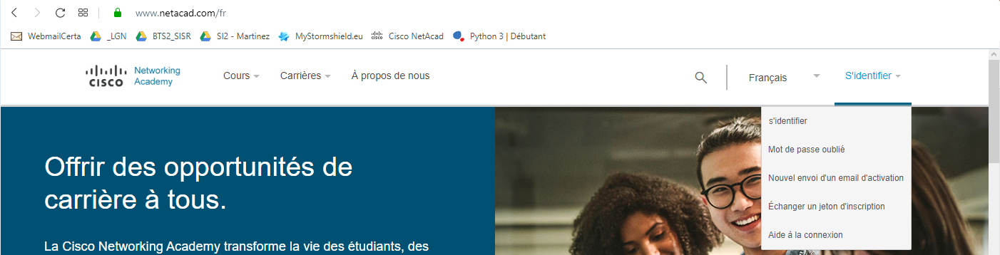 www.netacad.com/fr
WebmailCerta _LGN BTS2_SISR SI2 - Martinez MyStormshield.eu Cisco NetAcad Python 3 | Débutant
CISCO Networking Academy
Cours Carrières À propos de nous Français S'identifier
s'identifier
Mot de passe oublié
Nouvel envoi d'un email d'activation
Échanger un jeton d'inscription
Aide à la connexion
Offrir des opportunités de
carrière à tous.
La Cisco Networking Academy transforme la vie des étudiants, des